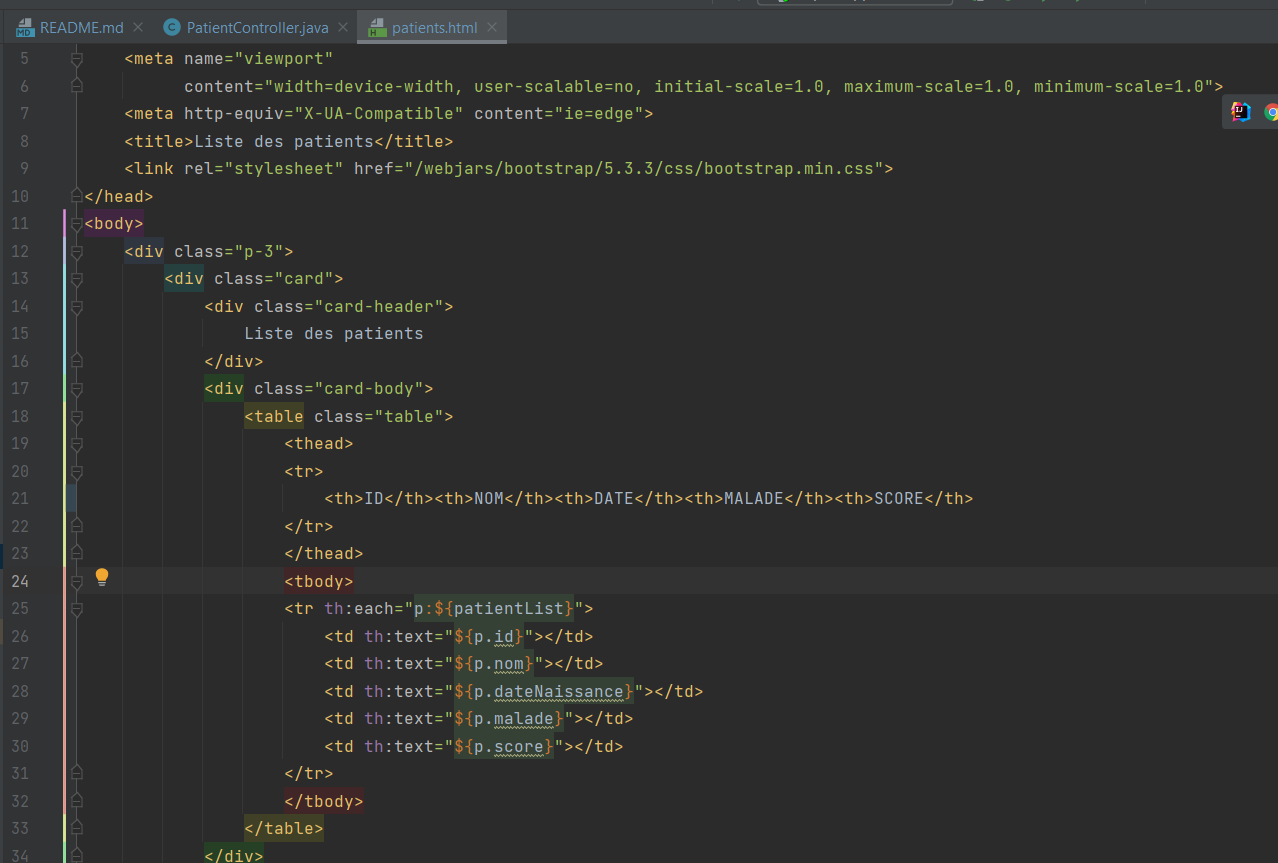 README.md PatientController.java patients.html
5 <meta name="viewport"
6 content="width=device-width, user-scalable=no, initial-scale=1.0, maximum-scale=1.0, minimum-scale=1.0">
7 <meta http-equiv="X-UA-Compatible" content="ie=edge">
8 <title>Liste des patients</title>
9 <link rel="stylesheet" href="/webjars/bootstrap/5.3.3/css/bootstrap.min.css">
10 </head>
11 <body>
12 <div class="p-3">
13 <div class="card">
14 <div class="card-header">
15 Liste des patients
16 </div>
17 <div class="card-body">
18 <table class="table">
19 <thead>
20 <tr>
21 <th>ID</th><th>NOM</th><th>DATE</th><th>MALADE</th><th>SCORE</th>
22 </tr>
23 </thead>
24 <tbody>
25 <tr th:each="p:${patientList}">
26 <td th:text="${p.id}"></td>
27 <td th:text="${p.nom}"></td>
28 <td th:text="${p.dateNaissance}"></td>
29 <td th:text="${p.malade}"></td>
30 <td th:text="${p.score}"></td>
31 </tr>
32 </tbody>
33 </table>
34 </div>